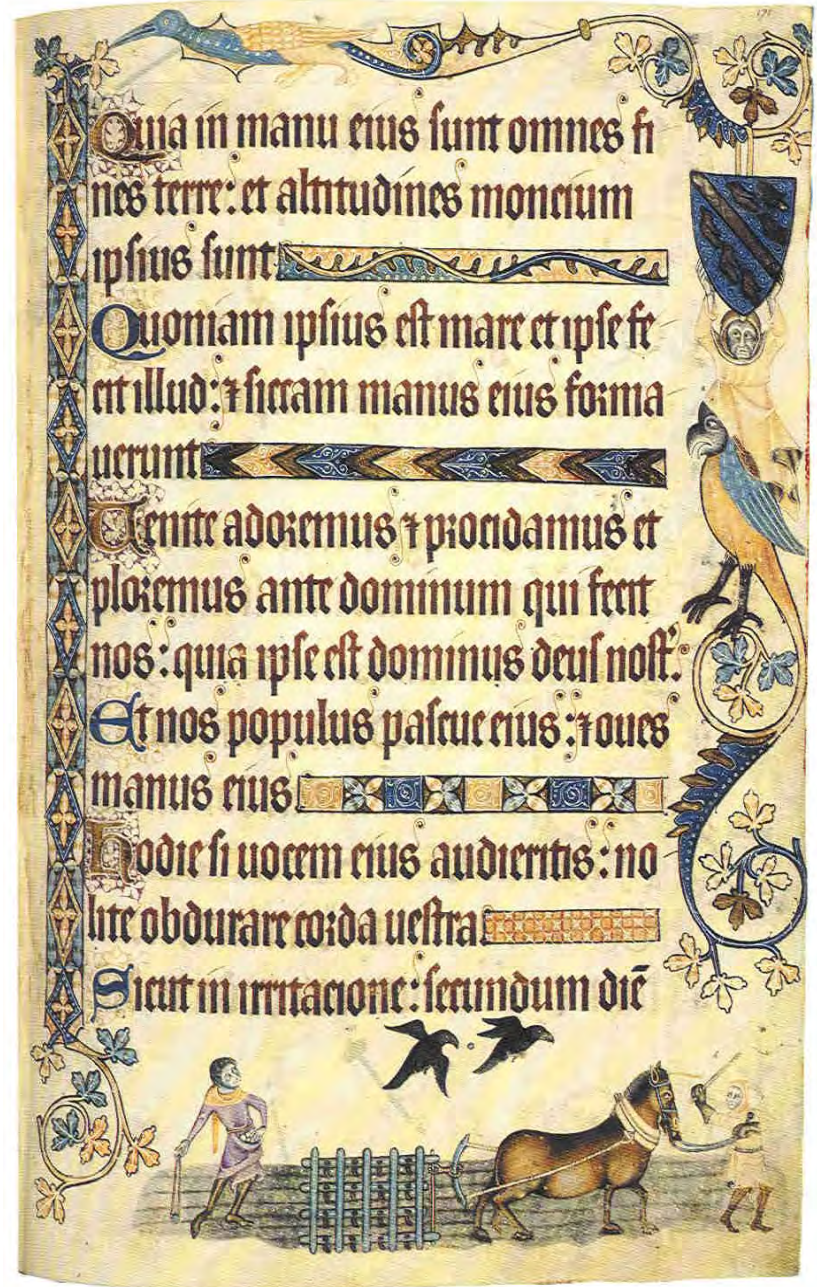 171
Quia in manu eius sunt omnes fi
nes terre: et altitudines moncium
ipsius sunt
Quoniam ipsius est mare et ipse fe
cit illud: ⁊ siccam manus eius forma
uerunt
Uenite adoremus ⁊ procidamus et
ploremus ante dominum qui fecit
nos: quia ipse est dominus deus nost'.
Et nos populus pascue eius: ⁊ oues
manus eius
Hodie si uocem eius audieritis: no
lite obdurare corda uestra
Sicut in irritacione: secundum diē